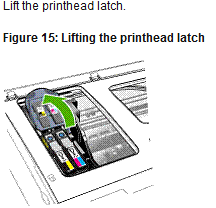 Lift the printhead latch.
Figure 15: Lifting the printhead latch